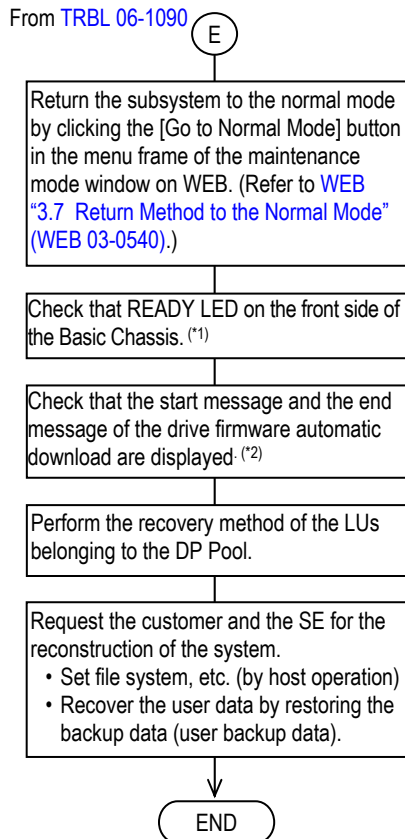 From TRBL 06-1090
E
Return the subsystem to the normal mode
by clicking the [Go to Normal Mode] button
in the menu frame of the maintenance
mode window on WEB. (Refer to WEB
“3.7 Return Method to the Normal Mode”
(WEB 03-0540).)
Check that READY LED on the front side of
the Basic Chassis. (*1)
Check that the start message and the end
message of the drive firmware automatic
download are displayed. (*2)
Perform the recovery method of the LUs
belonging to the DP Pool.
Request the customer and the SE for the
reconstruction of the system.
• Set file system, etc. (by host operation)
• Recover the user data by restoring the
backup data (user backup data).
END